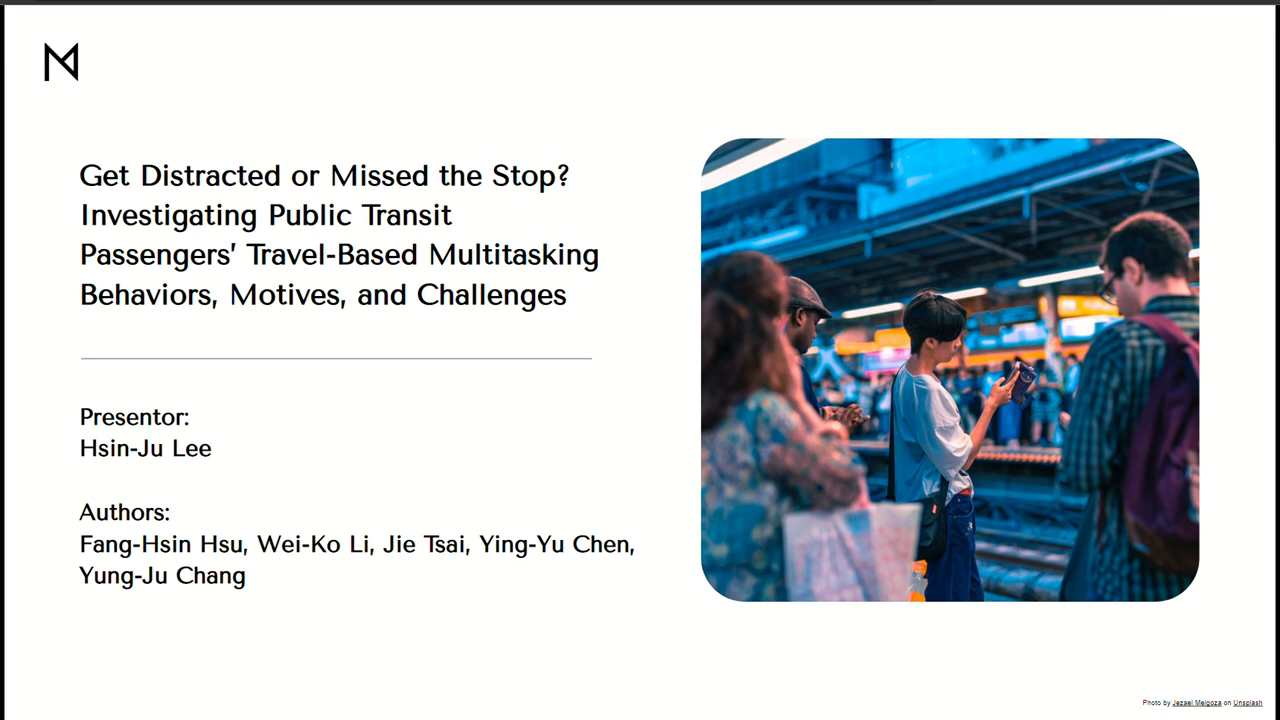 Get Distracted or Missed the Stop?
Investigating Public Transit
Passengers’ Travel-Based Multitasking
Behaviors, Motives, and Challenges
Presentor:
Hsin-Ju Lee
Authors:
Fang-Hsin Hsu, Wei-Ko Li, Jie Tsai, Ying-Yu Chen,
Yung-Ju Chang
Photo by Jezael Melgoza on Unsplash